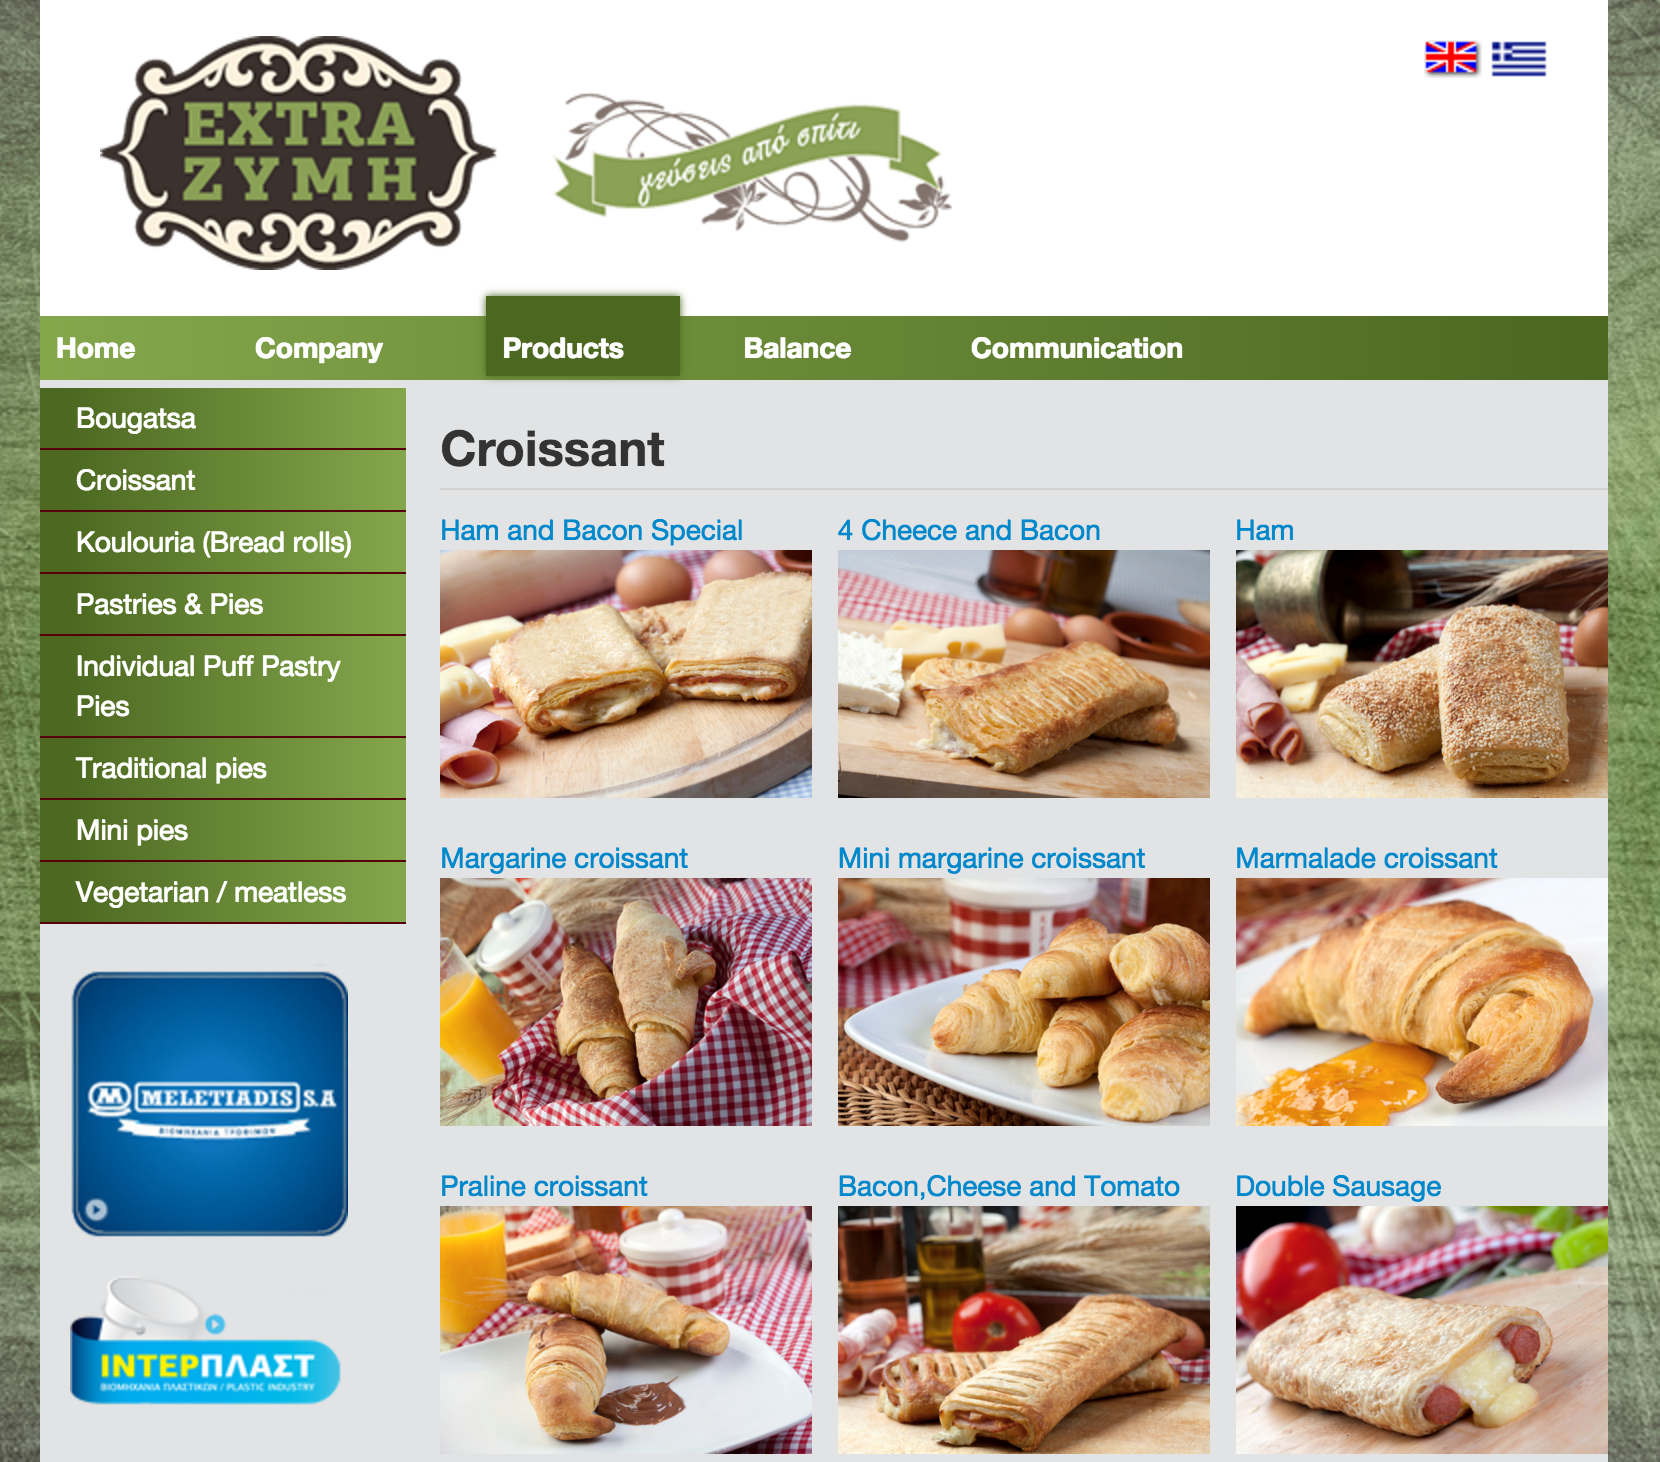 EXTRA
ZYMH
γεύσεις από σπίτι
Home Company Products Balance Communication
Bougatsa
Croissant
Koulouria (Bread rolls)
Pastries & Pies
Individual Puff Pastry
Pies
Traditional pies
Mini pies
Vegetarian / meatless
M MELETIADIS S.A
ΒΙΟΜΗΧΑΝΙΑ ΤΡΟΦΙΜΩΝ
ΙΝΤΕΡΠΛΑΣΤ
ΒΙΟΜΗΧΑΝΙΑ ΠΛΑΣΤΙΚΩΝ / PLASTIC INDUSTRY
Croissant
Ham and Bacon Special 4 Cheece and Bacon Ham
Margarine croissant Mini margarine croissant Marmalade croissant
Praline croissant Bacon,Cheese and Tomato Double Sausage